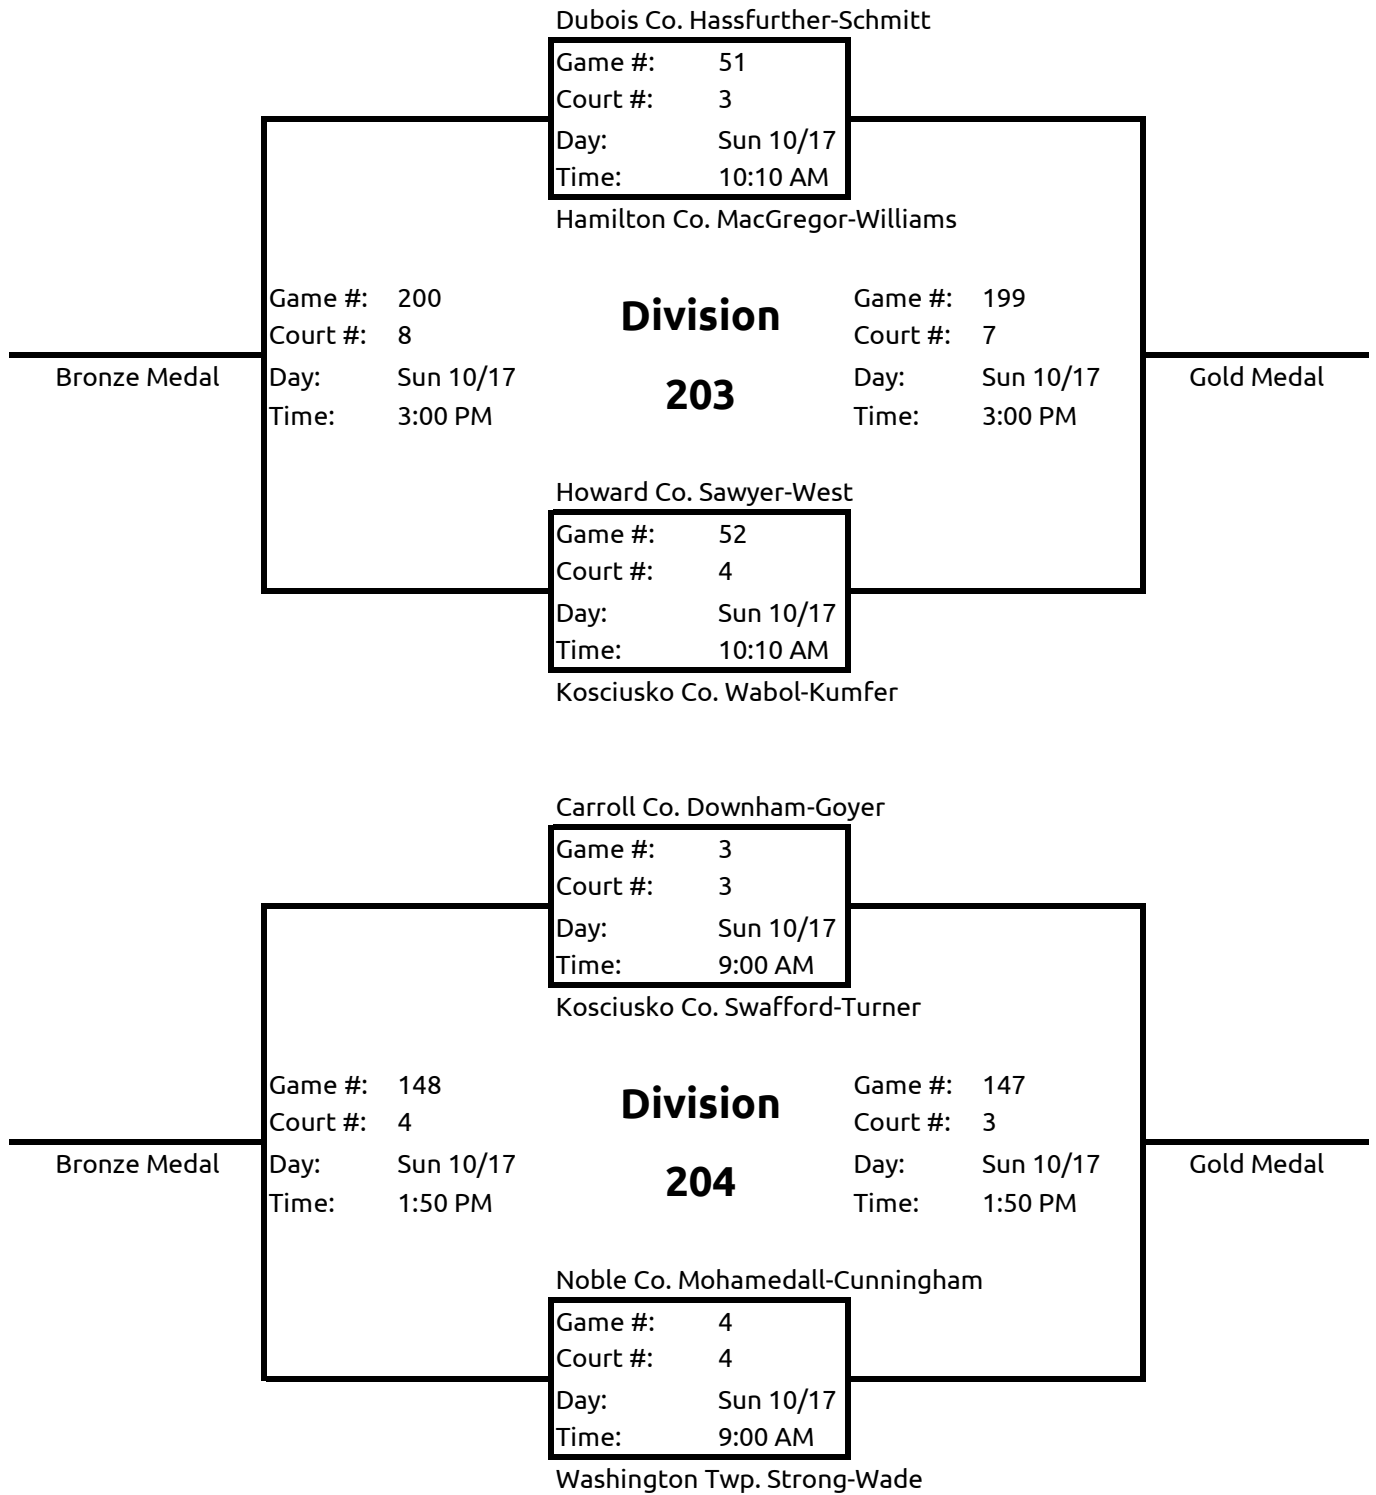 Dubois Co. Hassfurther-Schmitt
Game #: 51
Court #: 3
Day: Sun 10/17
Time: 10:10 AM
Hamilton Co. MacGregor-Williams
Game #: 200
Court #: 8
Day: Sun 10/17
Time: 3:00 PM
Bronze Medal
Division
203
Game #: 199
Court #: 7
Day: Sun 10/17
Time: 3:00 PM
Gold Medal
Howard Co. Sawyer-West
Game #: 52
Court #: 4
Day: Sun 10/17
Time: 10:10 AM
Kosciusko Co. Wabol-Kumfer
Carroll Co. Downham-Goyer
Game #: 3
Court #: 3
Day: Sun 10/17
Time: 9:00 AM
Kosciusko Co. Swafford-Turner
Game #: 148
Court #: 4
Day: Sun 10/17
Time: 1:50 PM
Bronze Medal
Division
204
Game #: 147
Court #: 3
Day: Sun 10/17
Time: 1:50 PM
Gold Medal
Noble Co. Mohamedall-Cunningham
Game #: 4
Court #: 4
Day: Sun 10/17
Time: 9:00 AM
Washington Twp. Strong-Wade